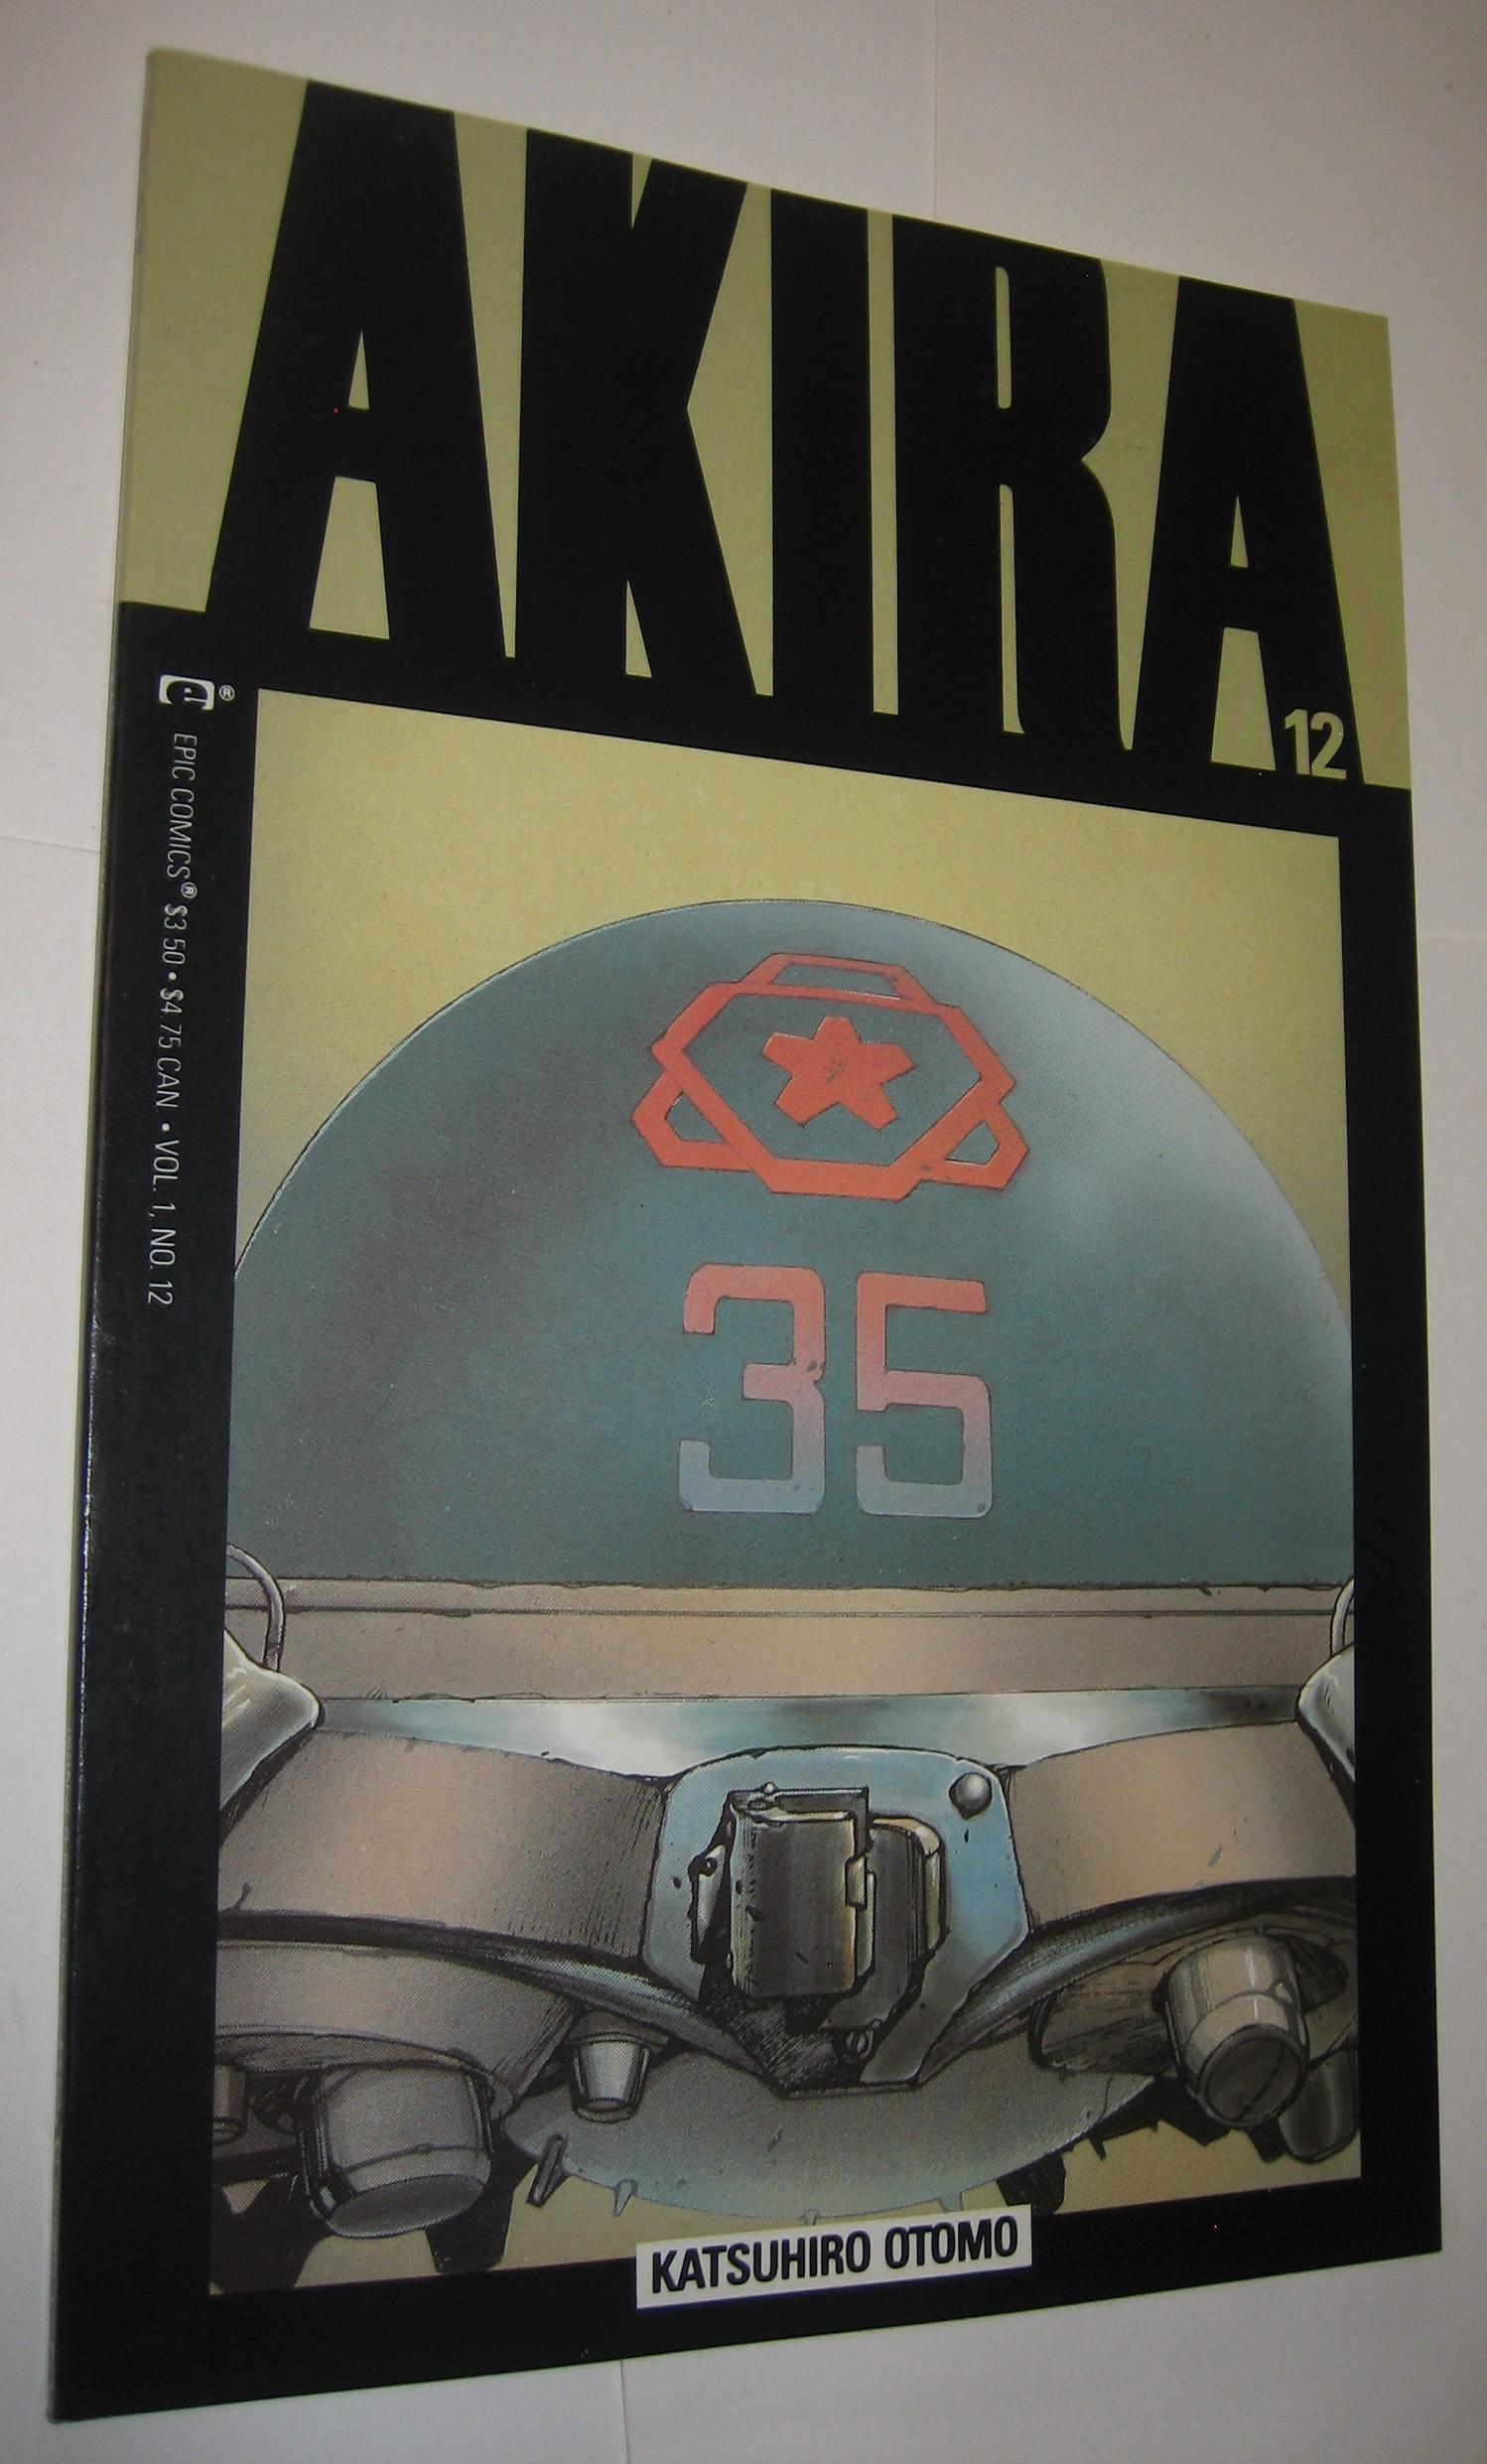 AKIRA
12
e®
EPIC COMICS® $3.50 • $4.75 CAN. • VOL. 1, NO. 12
35
KATSUHIRO OTOMO